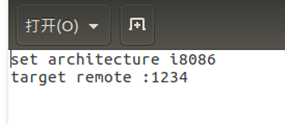 打开(O)
set architecture i8086
target remote :1234